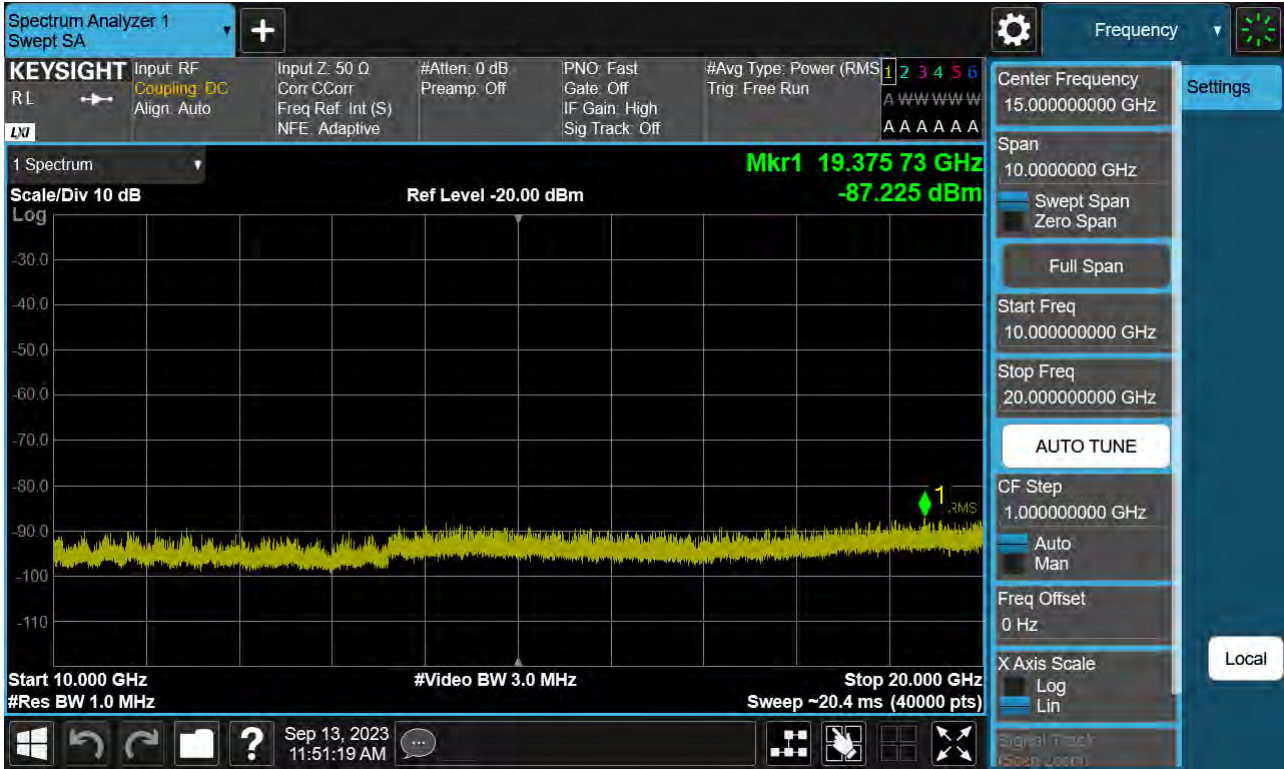 Spectrum Analyzer 1
Swept SA
Frequency
KEYSIGHT
R L
LXI
Input: RF
Coupling: DC
Align: Auto
Input Z: 50 Ω
Corr CCorr
Freq Ref: Int (S)
NFE: Adaptive
#Atten: 0 dB
Preamp: Off
PNO: Fast
Gate: Off
IF Gain: High
Sig Track: Off
#Avg Type: Power (RMS
Trig: Free Run
1 2 3 4 5 6
A W W W W W
A A A A A A
1 Spectrum
Scale/Div 10 dB
Log
Ref Level -20.00 dBm
Mkr1 19.375 73 GHz
-87.225 dBm
-30.0
-40.0
-50.0
-60.0
-70.0
-80.0
-90.0
-100
-110
1
RMS
Start 10.000 GHz
#Res BW 1.0 MHz
#Video BW 3.0 MHz
Stop 20.000 GHz
Sweep ~20.4 ms (40000 pts)
Center Frequency
15.000000000 GHz
Span
10.0000000 GHz
Swept Span
Zero Span
Full Span
Start Freq
10.000000000 GHz
Stop Freq
20.000000000 GHz
AUTO TUNE
CF Step
1.000000000 GHz
Auto
Man
Freq Offset
0 Hz
X Axis Scale
Log
Lin
Signal Track
(Span Zoom)
Settings
Local
?
Sep 13, 2023
11:51:19 AM